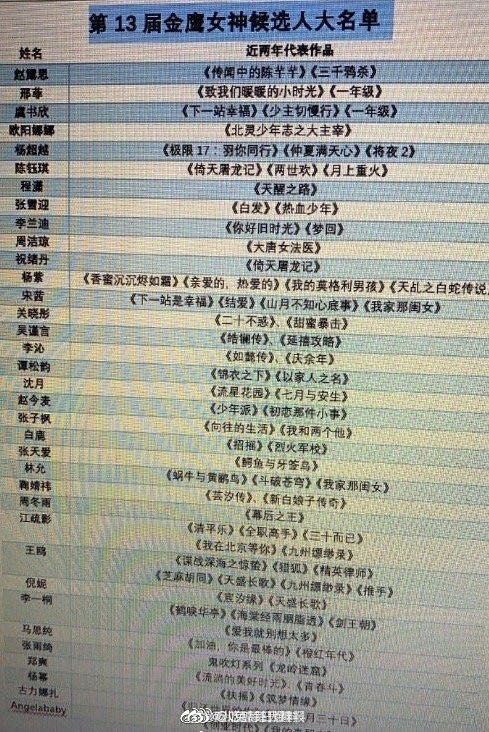 第 13 届金鹰女神候选人大名单
姓名 近两年代表作品
赵露思 《传闻中的陈芊芊》《三千鸦杀》
邢菲 《致我们暖暖的小时光》《一年级》
虞书欣 《下一站幸福》《少主切慢行》《一年级》
欧阳娜娜 《北灵少年志之大主宰》
杨超越 《极限 17：羽你同行》《仲夏满天心》《将夜 2》
陈钰琪 《倚天屠龙记》《两世欢》《月上重火》
程潇 《天醒之路》
张雪迎 《白发》《热血少年》
李兰迪 《你好旧时光》《梦回》
周洁琼 《大唐女法医》
祝绪丹 《倚天屠龙记》
杨紫 《香蜜沉沉烬如霜》《亲爱的，热爱的》《我的莫格利男孩》《天乩之白蛇传说
宋茜 《下一站是幸福》《结爱》《山月不知心底事》《我家那闺女》
关晓彤 《二十不惑》、《甜蜜暴击》
吴谨言 《皓镧传》、《延禧攻略》
李沁 《如懿传》、《庆余年》
谭松韵 《锦衣之下》《以家人之名》
沈月 《流星花园》《七月与安生》
赵今麦 《少年派》《初恋那件小事》
张子枫 《向往的生活》《我和两个他》
白鹿 《招摇》《烈火军校》
张天爱 《鳄鱼与牙签鸟》
林允 《蜗牛与黄鹂鸟》《斗破苍穹》《我家那闺女》
鞠婧祎 《芸汐传》、《新白娘子传奇》
周冬雨 《幕后之王》
江疏影 《清平乐》《全职高手》《三十而已》
《我在北京等你》《九州缥缈录》
王鸥 《谍战深海之惊蛰》《猎狐》《精英律师》
《芝麻胡同》《天盛长歌》《九州缥缈录》《推手》
倪妮 《宸汐缘》《天盛长歌》
李一桐 《鹤唳华亭》《海棠经雨胭脂透》《剑王朝》
马思纯 《爱我就别想太多》
张雨绮 《加油，你是最棒的》《橙红年代》
郑爽 鬼吹灯系列《龙岭迷窟》
《流淌的美好时光》《青春斗》
杨幂 《扶摇》《筑梦情缘》
古力娜扎
Angelababy